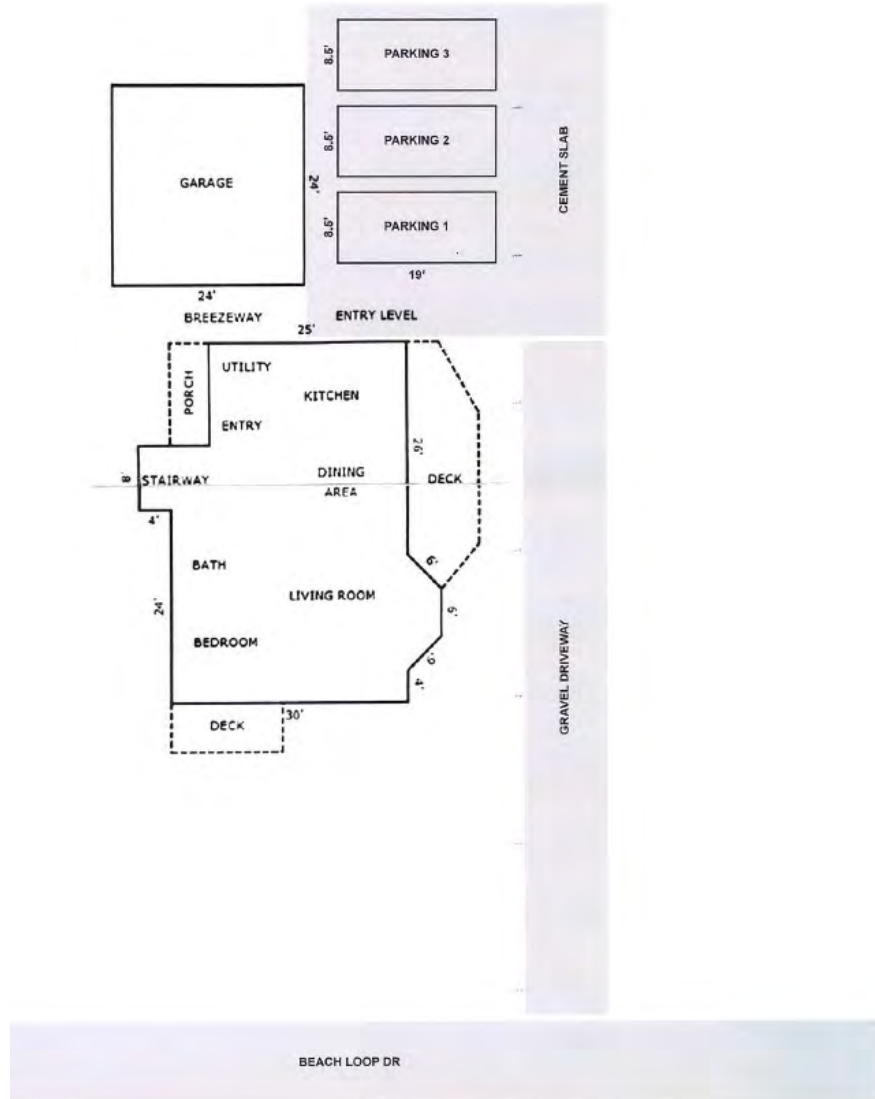 8.5'
PARKING 3
8.5'
PARKING 2
CEMENT SLAB
GARAGE
24'
8.5'
PARKING 1
19'
24'
BREEZEWAY
ENTRY LEVEL
25'
PORCH
UTILITY
KITCHEN
ENTRY
26'
8'
STAIRWAY
DINING
AREA
DECK
4'
BATH
6'
24'
LIVING ROOM
6'
BEDROOM
6'
4'
GRAVEL DRIVEWAY
DECK
30'
BEACH LOOP DR